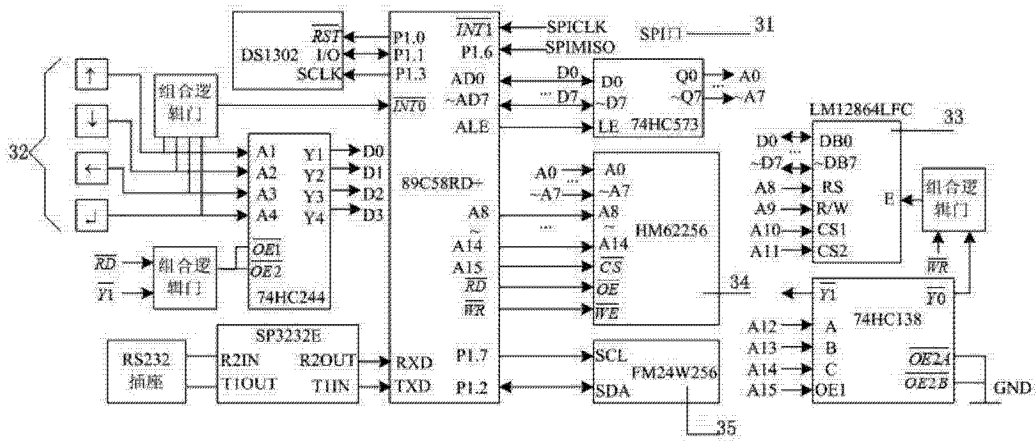 RST
I/O
DS1302
SCLK
P1.0
P1.1
P1.3
INT0
INT1
P1.6
AD0
~AD7
ALE
89C58RD+
A8
~
A14
A15
RD
WR
P1.7
P1.2
RXD
TXD
SPICLK
SPIMISO
SPI口
31
D0
... D7
D0
~D7
LE
74HC573
Q0
~Q7
A0
...
~A7
32
↑
↓
←
↵
组合逻
辑门
A1
A2
A3
A4
Y1
Y2
Y3
Y4
D0
D1
D2
D3
OE1
OE2
74HC244
RD
Y1
组合逻
辑门
A0
~A7
...
A0
~A7
A8
~
A14
CS
OE
WE
HM62256
34
LM12864LFC
33
D0
...
~D7
A8
A9
A10
A11
DB0
~DB7
RS
R/W
CS1
CS2
E
组合逻
辑门
WR
Y1
Y0
74HC138
A12
A13
A14
A15
A
B
C
OE1
OE2A
OE2B
GND
RS232
插座
SP3232E
R2IN
T1OUT
R2OUT
T1IN
SCL
FM24W256
SDA
35